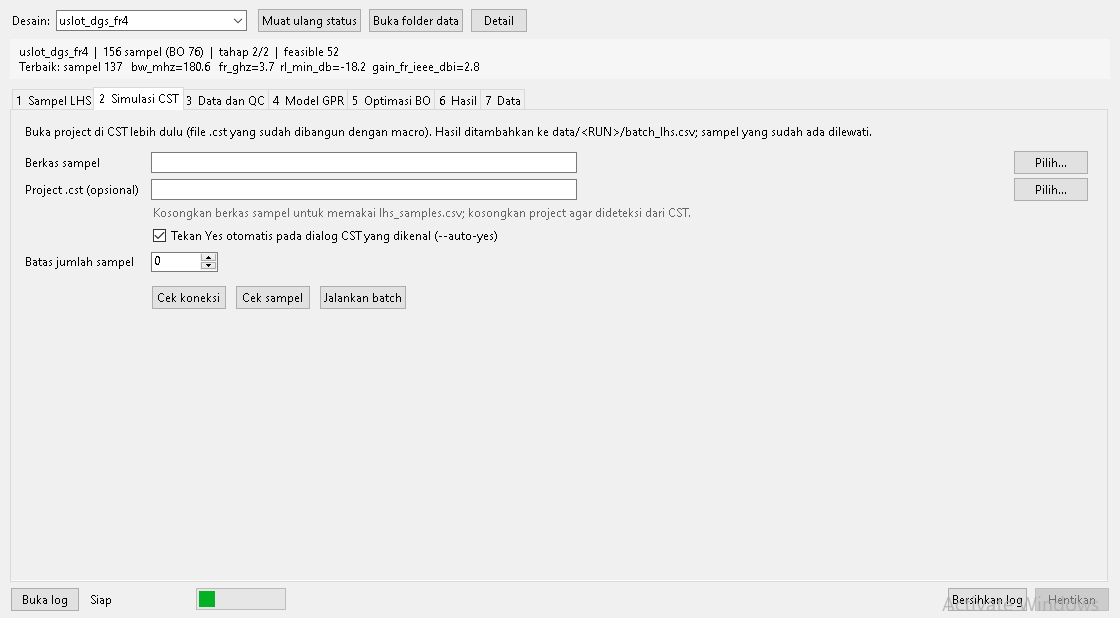 Desain: uslot_dgs_fr4 Muat ulang status Buka folder data Detail
uslot_dgs_fr4 | 156 sampel (BO 76) | tahap 2/2 | feasible 52
Terbaik: sampel 137 bw_mhz=180.6 fr_ghz=3.7 rl_min_db=-18.2 gain_fr_ieee_dbi=2.8
1 Sampel LHS 2 Simulasi CST 3 Data dan QC 4 Model GPR 5 Optimasi BO 6 Hasil 7 Data
Buka project di CST lebih dulu (file .cst yang sudah dibangun dengan macro). Hasil ditambahkan ke data/<RUN>/batch_lhs.csv; sampel yang sudah ada dilewati.
Berkas sampel Pilih...
Project .cst (opsional) Pilih...
Kosongkan berkas sampel untuk memakai lhs_samples.csv; kosongkan project agar dideteksi dari CST.
Tekan Yes otomatis pada dialog CST yang dikenal (--auto-yes)
Batas jumlah sampel 0
Cek koneksi Cek sampel Jalankan batch
Buka log Siap Bersihkan log Hentikan
Activate Windows